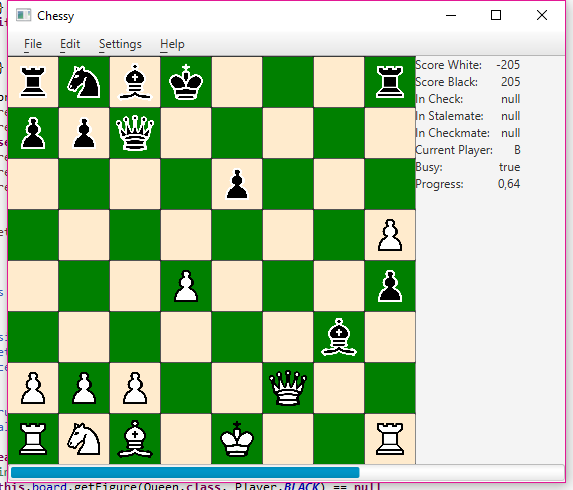 Chessy
File Edit Settings Help
Score White: -205
Score Black: 205
In Check: null
In Stalemate: null
In Checkmate: null
Current Player: B
Busy: true
Progress: 0,64
this.board.getFigure(Queen.class, Player.BLACK) == null